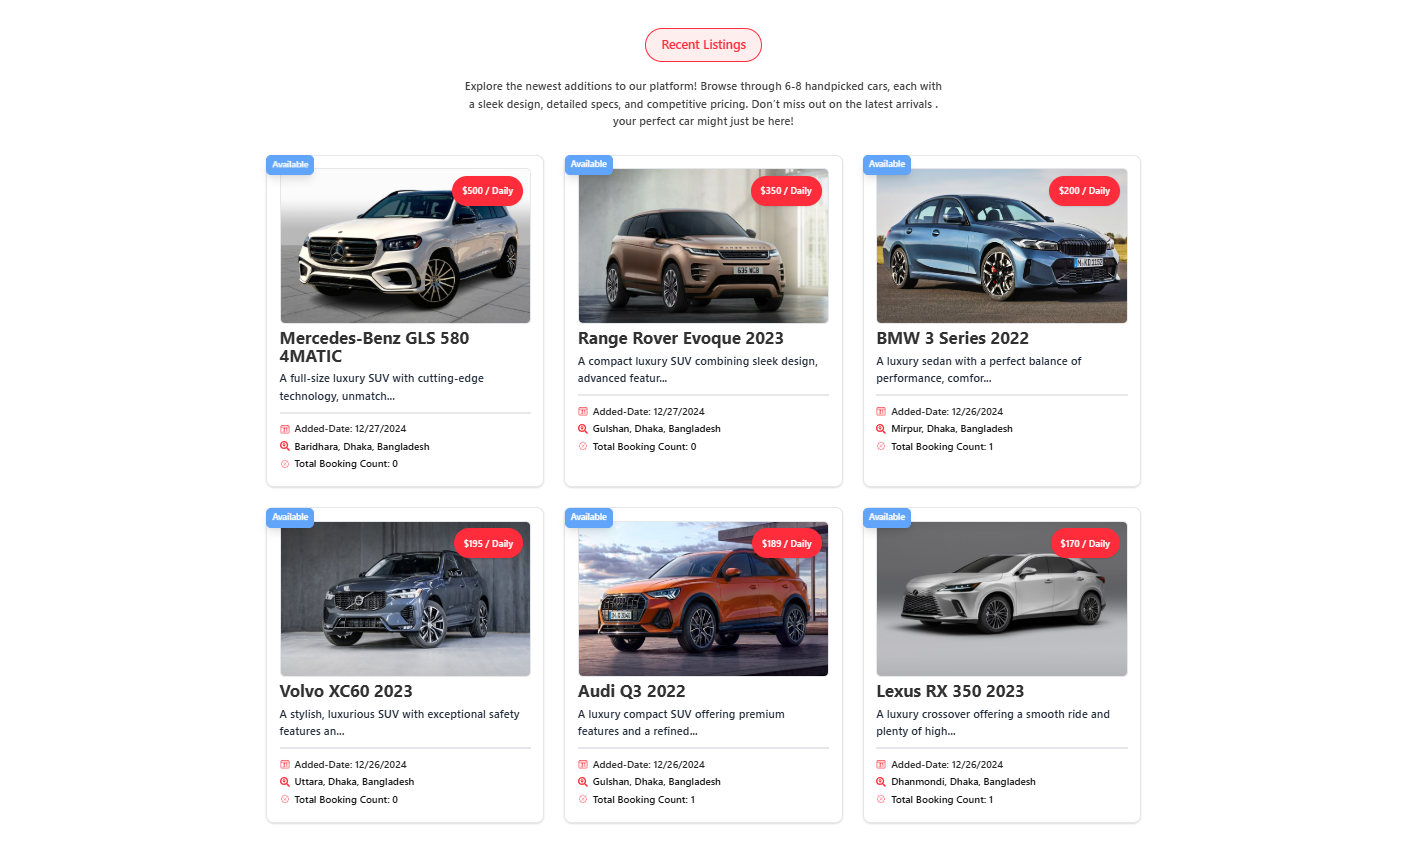 Recent Listings
Explore the newest additions to our platform! Browse through 6-8 handpicked cars, each with
a sleek design, detailed specs, and competitive pricing. Don't miss out on the latest arrivals .
your perfect car might just be here!
Available
$500 / Daily
Mercedes-Benz GLS 580
4MATIC
A full-size luxury SUV with cutting-edge
technology, unmatch...
Added-Date: 12/27/2024
Baridhara, Dhaka, Bangladesh
Total Booking Count: 0
Available
$350 / Daily
RANGE ROVER
635 WCB
Range Rover Evoque 2023
A compact luxury SUV combining sleek design,
advanced featur...
Added-Date: 12/27/2024
Gulshan, Dhaka, Bangladesh
Total Booking Count: 0
Available
$200 / Daily
BMW 3 Series 2022
A luxury sedan with a perfect balance of
performance, comfor...
Added-Date: 12/26/2024
Mirpur, Dhaka, Bangladesh
Total Booking Count: 1
Available
$195 / Daily
Volvo XC60 2023
A stylish, luxurious SUV with exceptional safety
features an...
Added-Date: 12/26/2024
Uttara, Dhaka, Bangladesh
Total Booking Count: 0
Available
$189 / Daily
Audi Q3 2022
A luxury compact SUV offering premium
features and a refined...
Added-Date: 12/26/2024
Gulshan, Dhaka, Bangladesh
Total Booking Count: 1
Available
$170 / Daily
Lexus RX 350 2023
A luxury crossover offering a smooth ride and
plenty of high...
Added-Date: 12/26/2024
Dhanmondi, Dhaka, Bangladesh
Total Booking Count: 1